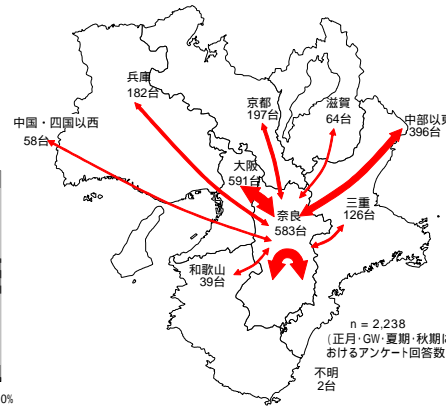 兵庫
182台
京都
197台
滋賀
64台
中部以東
396台
中国・四国以西
58台
大阪
591台
奈良
583台
三重
126台
和歌山
39台
n = 2,238
(正月・GW・夏期・秋期に
おけるアンケート回答数
不明
2台
0%